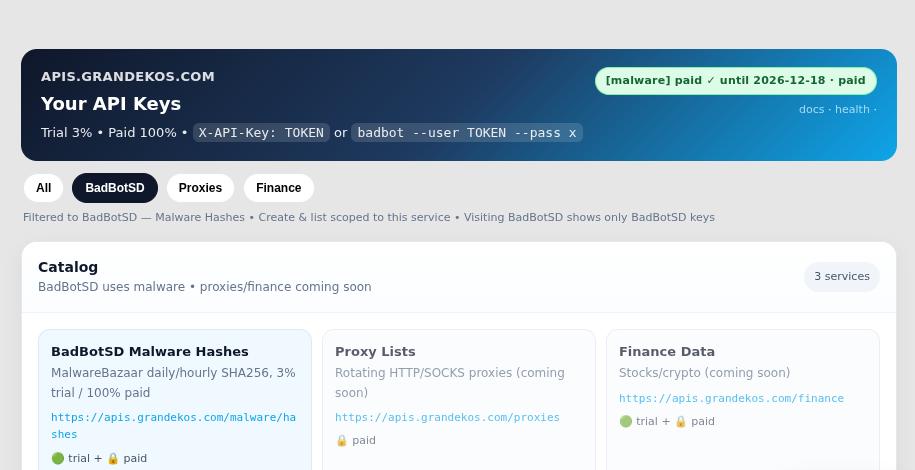 APIS.GRANDEKOS.COM
[malware] paid ✓ until 2026-12-18 · paid
Your API Keys
docs · health ·
Trial 3% • Paid 100% • X-API-Key: TOKEN or badbot --user TOKEN --pass x
All BadBotSD Proxies Finance
Filtered to BadBotSD — Malware Hashes • Create & list scoped to this service • Visiting BadBotSD shows only BadBotSD keys
Catalog
BadBotSD uses malware • proxies/finance coming soon
3 services
BadBotSD Malware Hashes
MalwareBazaar daily/hourly SHA256, 3%
trial / 100% paid
https://apis.grandekos.com/malware/ha
shes
🟢 trial + 🔒 paid
Proxy Lists
Rotating HTTP/SOCKS proxies (coming
soon)
https://apis.grandekos.com/proxies
🔒 paid
Finance Data
Stocks/crypto (coming soon)
https://apis.grandekos.com/finance
🟢 trial + 🔒 paid